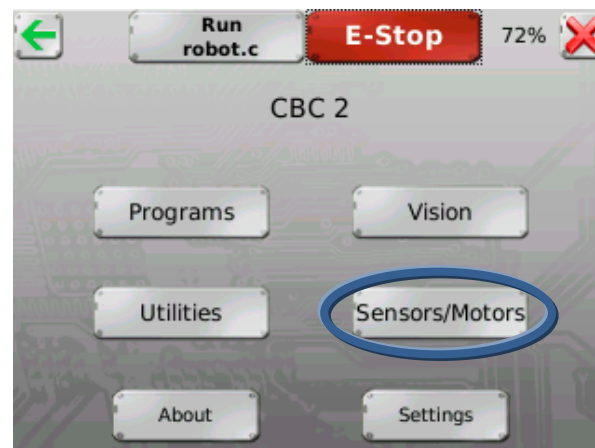 Run
robot.c
E-Stop
72%
CBC 2
Programs
Vision
Utilities
Sensors/Motors
About
Settings